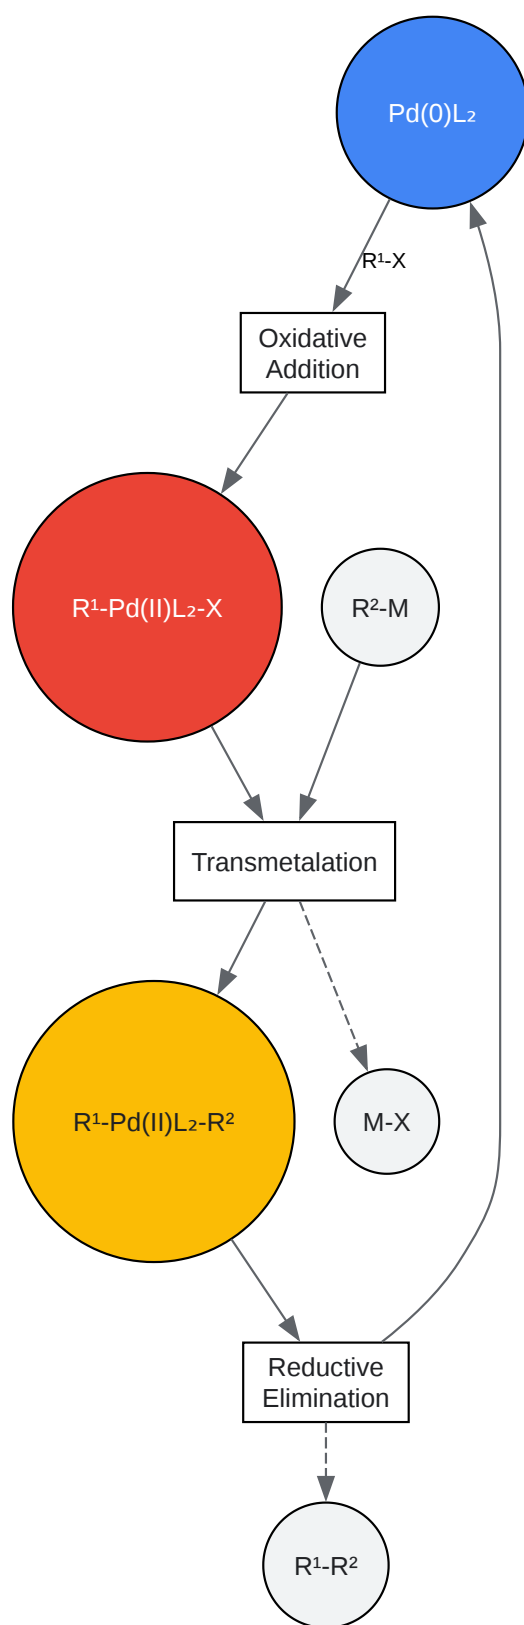 Pd(0)L₂
R¹-X
Oxidative
Addition
R¹-Pd(II)L₂-X
R²-M
Transmetalation
R¹-Pd(II)L₂-R²
M-X
Reductive
Elimination
R¹-R²